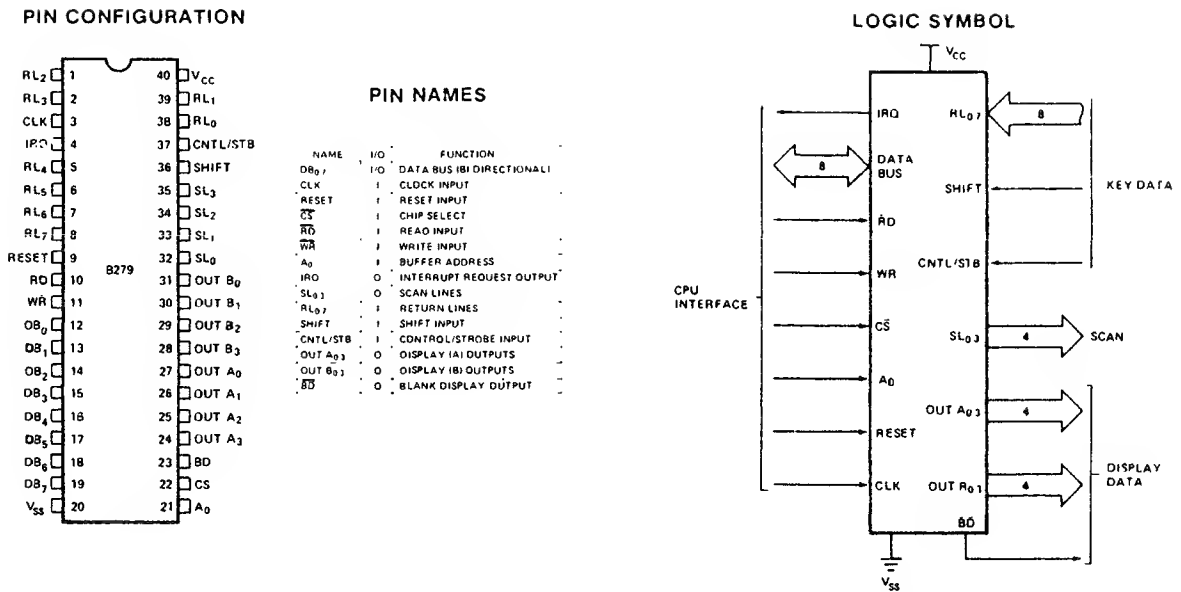 PIN CONFIGURATION
RL2 1
RL3 2
CLK 3
IRQ 4
RL4 5
RL5 6
RL6 7
RL7 8
RESET 9
RD 10
WR 11
OB0 12
DB1 13
OB2 14
DB3 15
DB4 16
DB5 17
DB6 18
DB7 19
VSS 20
8279
40 VCC
39 RL1
38 RL0
37 CNTL/STB
36 SHIFT
35 SL3
34 SL2
33 SL1
32 SL0
31 OUT B0
30 OUT B1
29 OUT B2
28 OUT B3
27 OUT A0
26 OUT A1
25 OUT A2
24 OUT A3
23 BD
22 CS
21 A0
PIN NAMES
NAME I/O FUNCTION
DB0 7 I/O DATA BUS (BI DIRECTIONAL)
CLK I CLOCK INPUT
RESET I RESET INPUT
CS I CHIP SELECT
RD I READ INPUT
WR I WRITE INPUT
A0 I BUFFER ADDRESS
IRQ O INTERRUPT REQUEST OUTPUT
SL0 3 O SCAN LINES
RL0 7 I RETURN LINES
SHIFT I SHIFT INPUT
CNTL/STB I CONTROL/STROBE INPUT
OUT A0 3 O DISPLAY (A) OUTPUTS
OUT B0 3 O DISPLAY (B) OUTPUTS
BD O BLANK DISPLAY OUTPUT
LOGIC SYMBOL
VCC
CPU
INTERFACE
IRQ
8 DATA
BUS
RD
WR
CS
A0
RESET
CLK
RL0 7 8
SHIFT
CNTL/STB
KEY DATA
SL0 3 4 SCAN
OUT A0 3 4
OUT B0 3 4
DISPLAY
DATA
BD
VSS